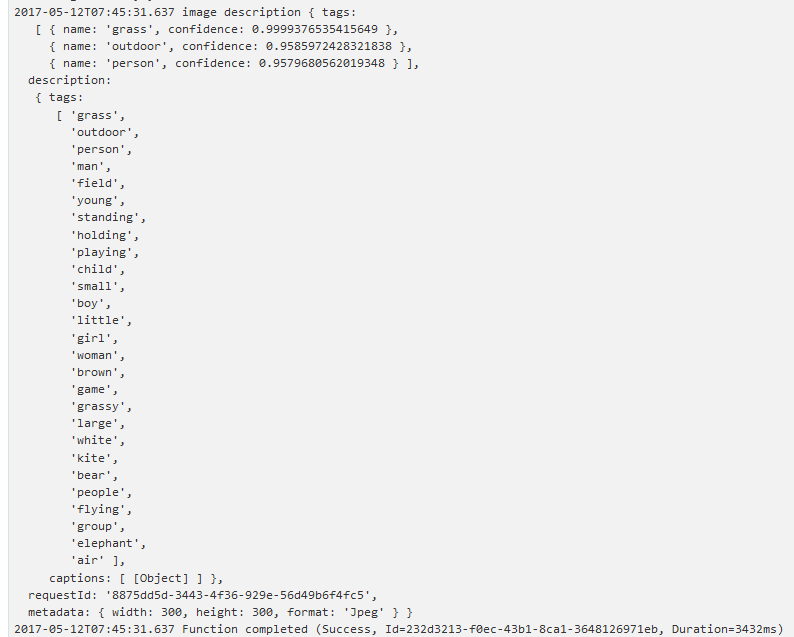 2017-05-12T07:45:31.637 image description { tags:
[ { name: 'grass', confidence: 0.9999376535415649 },
{ name: 'outdoor', confidence: 0.9585972428321838 },
{ name: 'person', confidence: 0.9579680562019348 } ],
description:
{ tags:
[ 'grass',
'outdoor',
'person',
'man',
'field',
'young',
'standing',
'holding',
'playing',
'child',
'small',
'boy',
'little',
'girl',
'woman',
'brown',
'game',
'grassy',
'large',
'white',
'kite',
'bear',
'people',
'flying',
'group',
'elephant',
'air' ],
captions: [ [Object] ] },
requestId: '8875dd5d-3443-4f36-929e-56d49b6f4fc5',
metadata: { width: 300, height: 300, format: 'Jpeg' } }
2017-05-12T07:45:31.637 Function completed (Success, Id=232d3213-f0ec-43b1-8ca1-3648126971eb, Duration=3432ms)